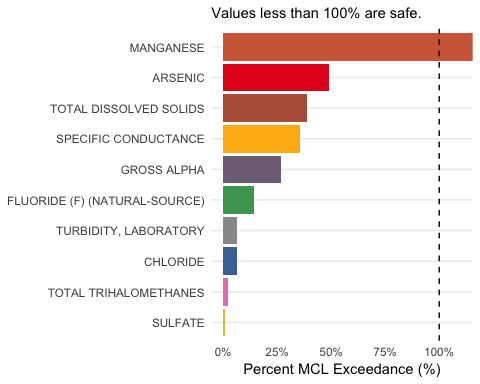 Values less than 100% are safe.
MANGANESE
ARSENIC
TOTAL DISSOLVED SOLIDS
SPECIFIC CONDUCTANCE
GROSS ALPHA
FLUORIDE (F) (NATURAL-SOURCE)
TURBIDITY, LABORATORY
CHLORIDE
TOTAL TRIHALOMETHANES
SULFATE
0% 25% 50% 75% 100%
Percent MCL Exceedance (%)